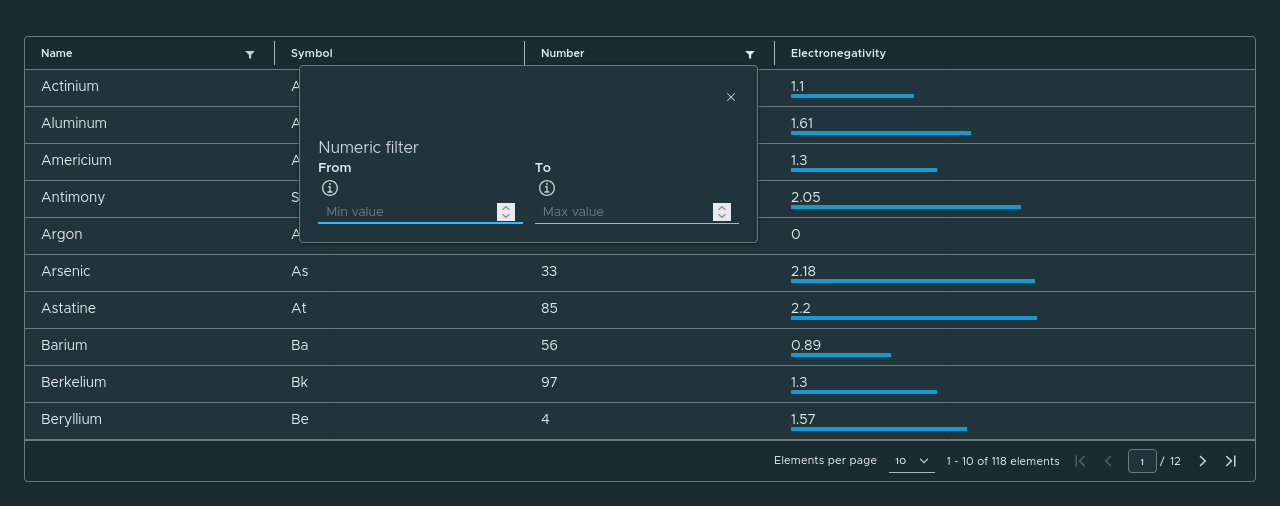 Name Symbol Number Electronegativity
Actinium A 1.1
Aluminum A 1.61
Americium A 1.3
Antimony S 2.05
Argon A 0
Numeric filter
From To
Min value Max value
Arsenic As 33 2.18
Astatine At 85 2.2
Barium Ba 56 0.89
Berkelium Bk 97 1.3
Beryllium Be 4 1.57
Elements per page 10 1 - 10 of 118 elements 1 / 12